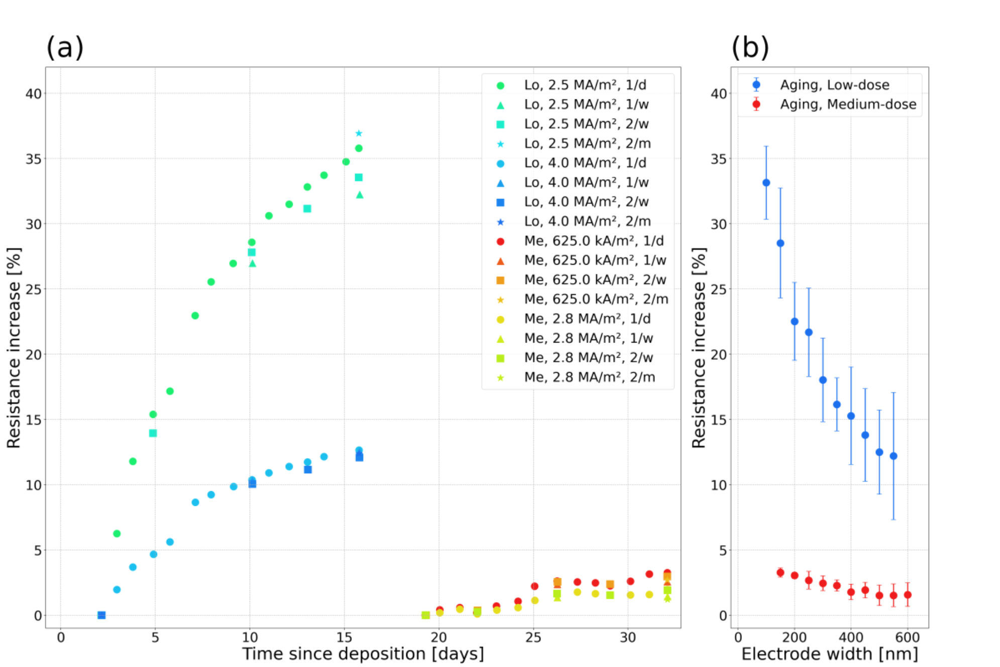 (a)
Resistance increase [%]
40
35
30
25
20
15
10
5
0
0 5 10 15 20 25 30
Time since deposition [days]
Lo, 2.5 MA/m², 1/d
Lo, 2.5 MA/m², 1/w
Lo, 2.5 MA/m², 2/w
Lo, 2.5 MA/m², 2/m
Lo, 4.0 MA/m², 1/d
Lo, 4.0 MA/m², 1/w
Lo, 4.0 MA/m², 2/w
Lo, 4.0 MA/m², 2/m
Me, 625.0 kA/m², 1/d
Me, 625.0 kA/m², 1/w
Me, 625.0 kA/m², 2/w
Me, 625.0 kA/m², 2/m
Me, 2.8 MA/m², 1/d
Me, 2.8 MA/m², 1/w
Me, 2.8 MA/m², 2/w
Me, 2.8 MA/m², 2/m
(b)
Resistance increase [%]
40
35
30
25
20
15
10
5
0
0 200 400 600
Electrode width [nm]
Aging, Low-dose
Aging, Medium-dose